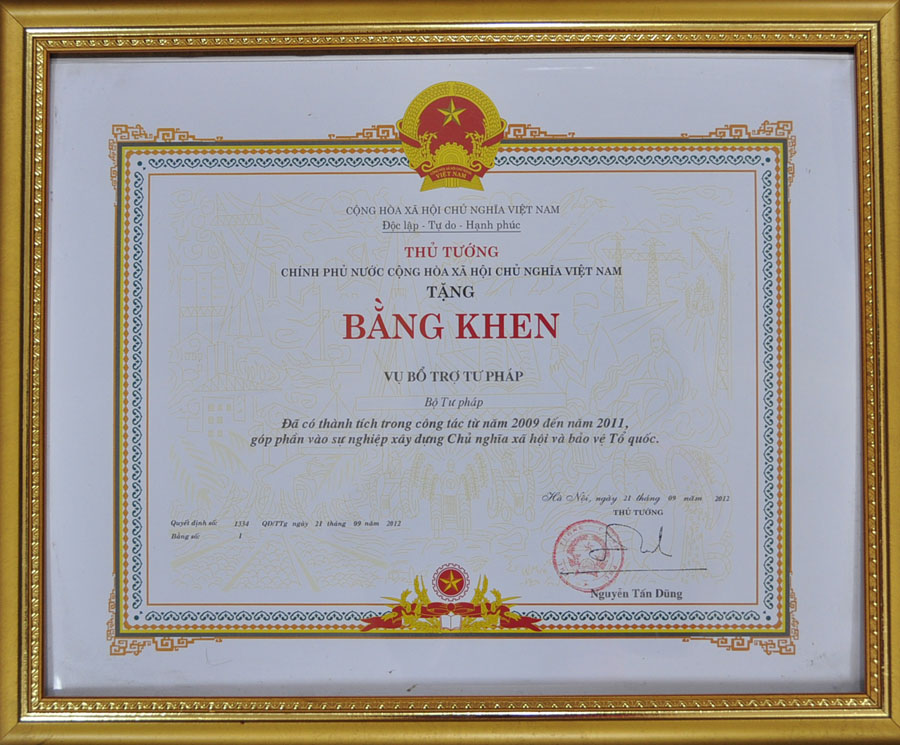 VIỆT NAM
CỘNG HÒA XÃ HỘI CHỦ NGHĨA VIỆT NAM
Độc lập - Tự do - Hạnh phúc
THỦ TƯỚNG
CHÍNH PHỦ NƯỚC CỘNG HÒA XÃ HỘI CHỦ NGHĨA VIỆT NAM
TẶNG
BẰNG KHEN
VỤ BỔ TRỢ TƯ PHÁP
Bộ Tư pháp
Đã có thành tích trong công tác từ năm 2009 đến năm 2011,
góp phần vào sự nghiệp xây dựng Chủ nghĩa xã hội và bảo vệ Tổ quốc.
Hà Nội, ngày 21 tháng 09 năm 2012
THỦ TƯỚNG
Quyết định số: 1334 QĐ/TTg ngày 21 tháng 09 năm 2012
Bằng số: 1
Nguyễn Tấn Dũng